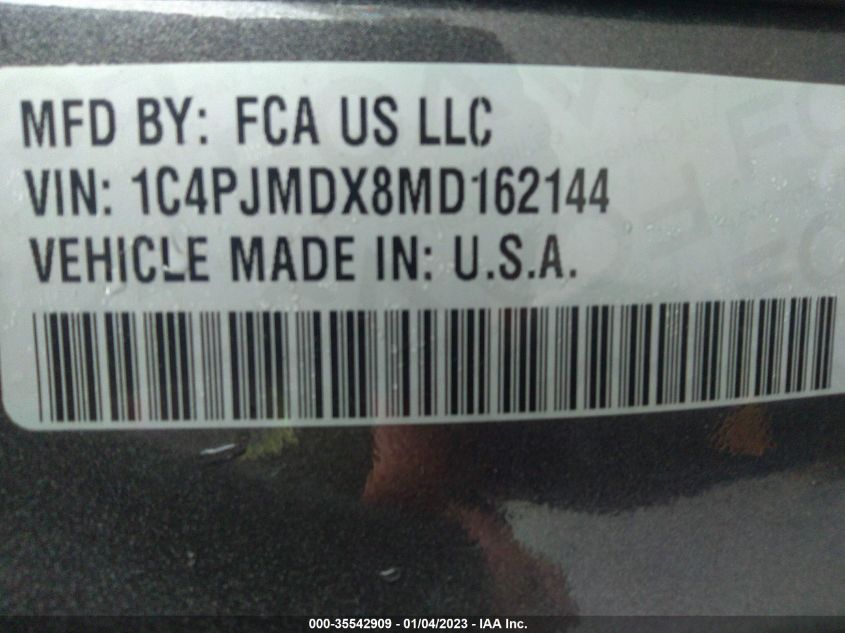 MFD BY: FCA US LLC
VIN: 1C4PJMDX8MD162144
VEHICLE MADE IN: U.S.A.
000-35542909 - 01/04/2023 - IAA Inc.